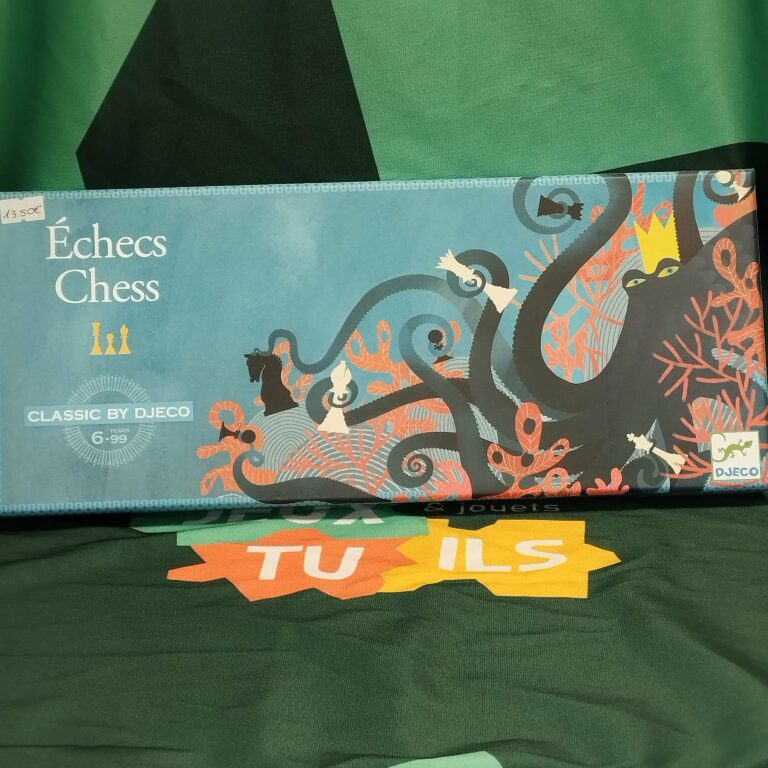 13.50€
Échecs
Chess
CLASSIC BY DJECO
YEARS
6-99
DJECO
& jouets
TU
ILS